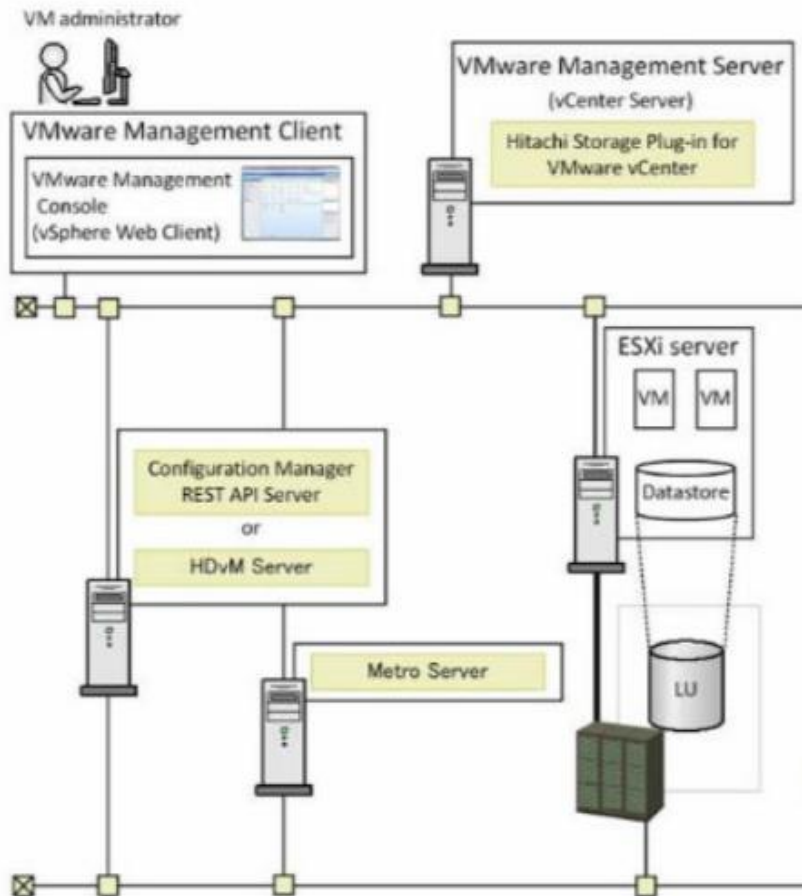 VM administrator
VMware Management Client
VMware Management
Console
(vSphere Web Client)
VMware Management Server
(vCenter Server)
Hitachi Storage Plug-in for
VMware vCenter
ESXi server
VM
VM
Datastore
Configuration Manager
REST API Server
or
HDvM Server
Metro Server
LU